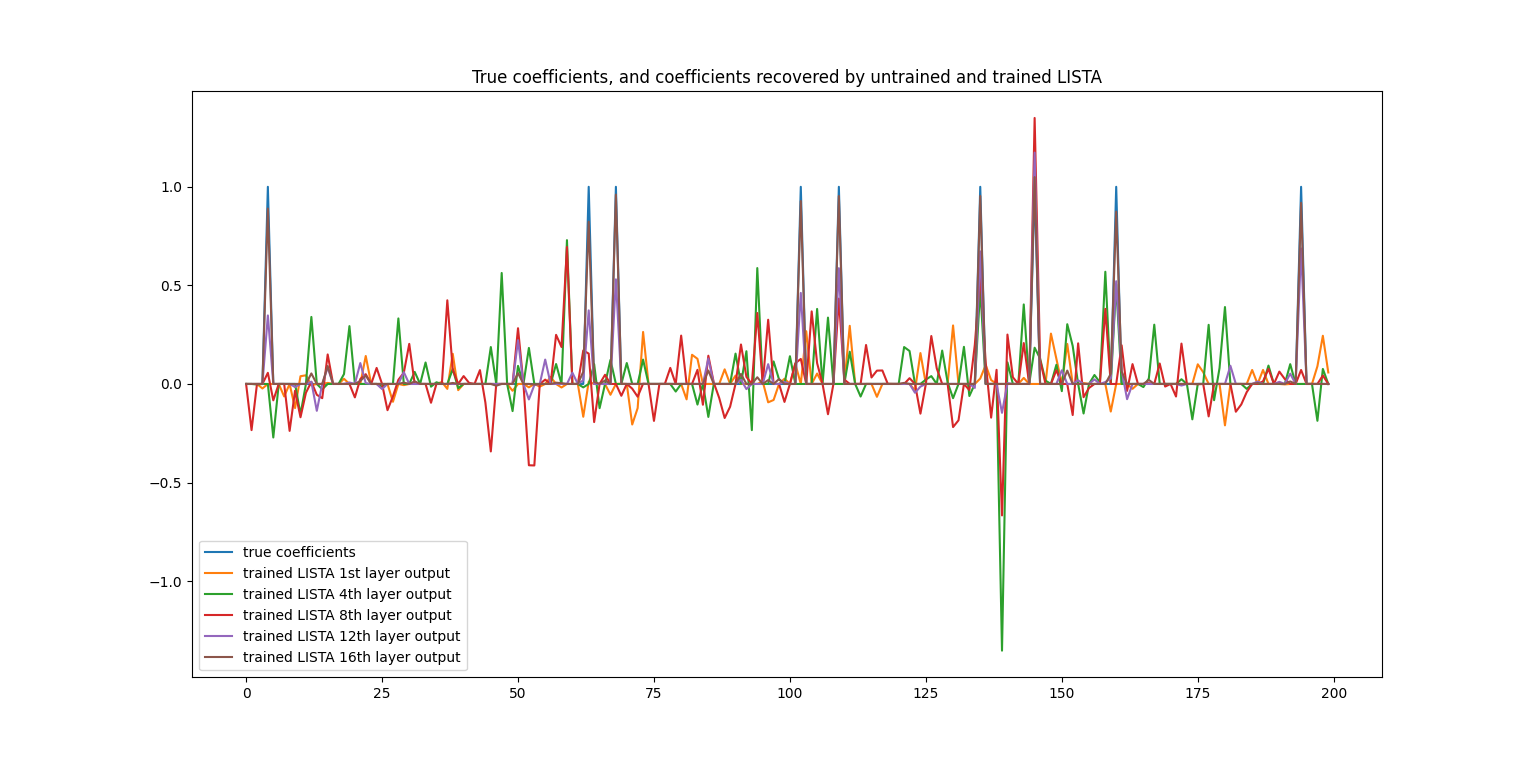 True coefficients, and coefficients recovered by untrained and trained LISTA
1.0
0.5
0.0
−0.5
−1.0
true coefficients
trained LISTA 1st layer output
trained LISTA 4th layer output
trained LISTA 8th layer output
trained LISTA 12th layer output
trained LISTA 16th layer output
0 25 50 75 100 125 150 175 200